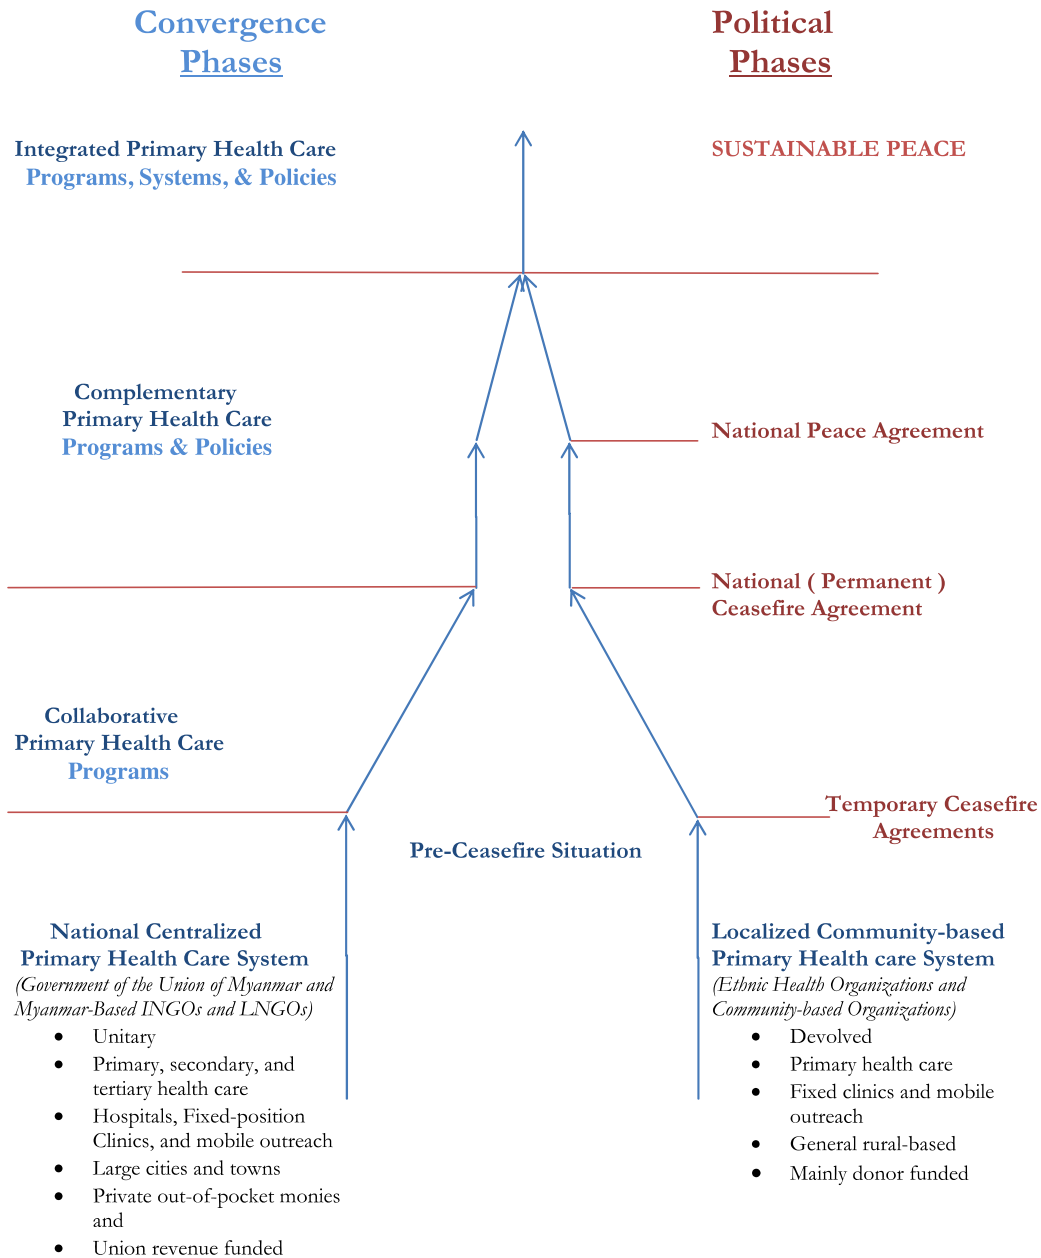 Convergence
Phases
Political
Phases
Integrated Primary Health Care
Programs, Systems, & Policies
SUSTAINABLE PEACE
Complementary
Primary Health Care
Programs & Policies
National Peace Agreement
National ( Permanent )
Ceasefire Agreement
Collaborative
Primary Health Care
Programs
Temporary Ceasefire
Agreements
Pre-Ceasefire Situation
National Centralized
Primary Health Care System
(Government of the Union of Myanmar and
Myanmar-Based INGOs and LNGOs)
• Unitary
• Primary, secondary, and
tertiary health care
• Hospitals, Fixed-position
Clinics, and mobile outreach
• Large cities and towns
• Private out-of-pocket monies
and
• Union revenue funded
Localized Community-based
Primary Health care System
(Ethnic Health Organizations and
Community-based Organizations)
• Devolved
• Primary health care
• Fixed clinics and mobile
outreach
• General rural-based
• Mainly donor funded